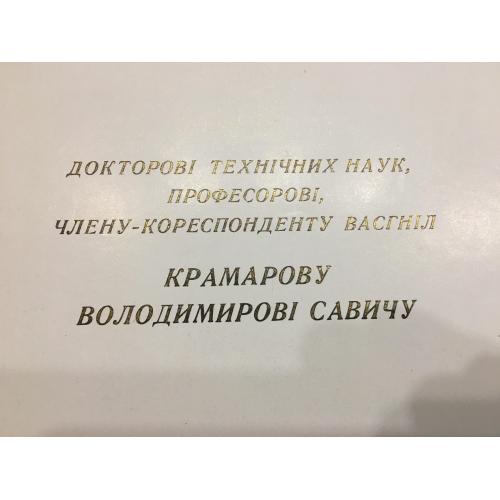 ДОКТОРОВІ ТЕХНІЧНИХ НАУК,
ПРОФЕСОРОВІ,
ЧЛЕНУ-КОРЕСПОНДЕНТУ ВАСГНІЛ
КРАМАРОВУ
ВОЛОДИМИРОВІ САВИЧУ